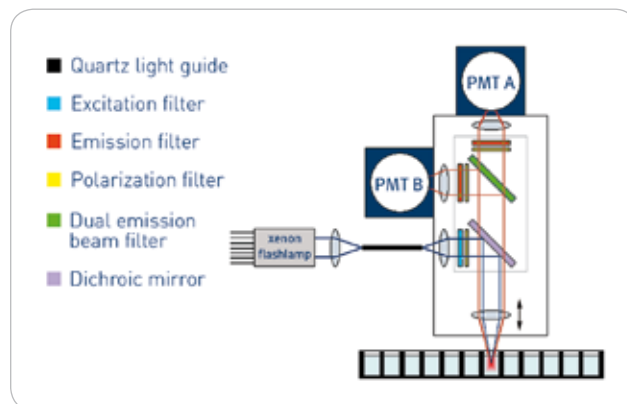 Quartz light guide
Excitation filter
Emission filter
Polarization filter
Dual emission
beam filter
Dichroic mirror
PMT A
PMT B
xenon
flashlamp